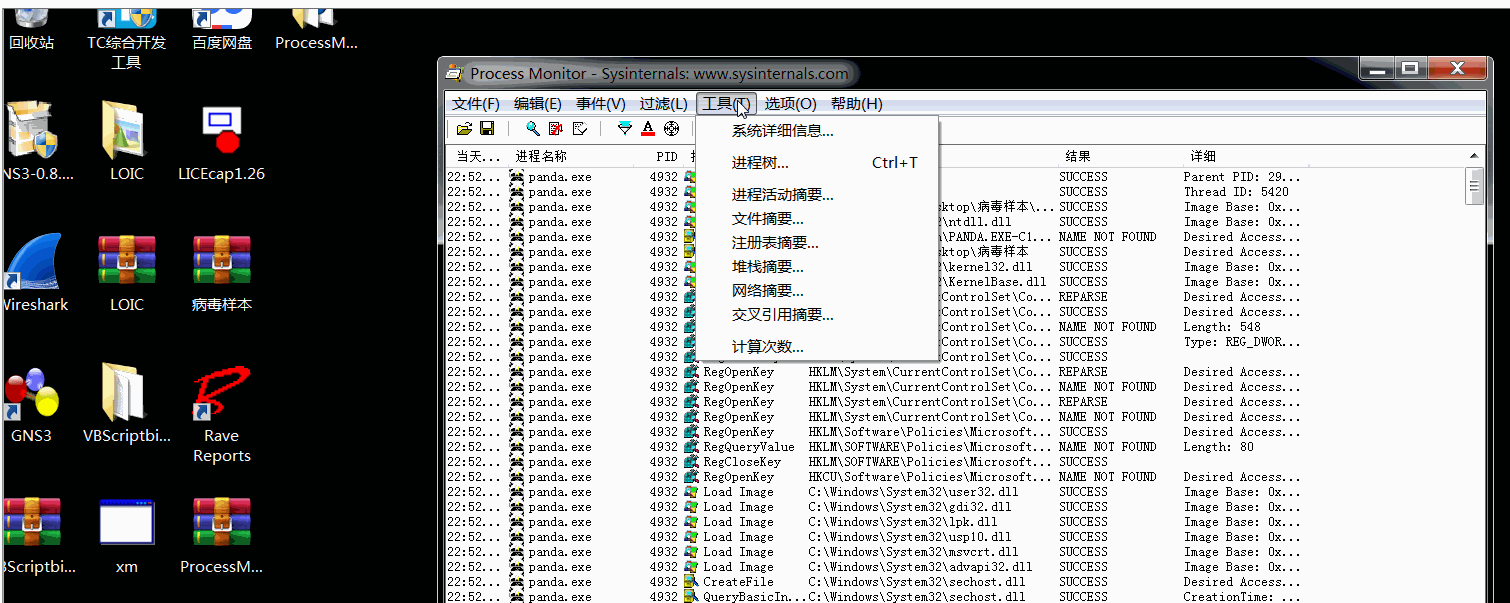 回收站
TC综合开发
工具
百度网盘
ProcessM...
NS3-0.8....
LOIC
LICEcap1.26
Wireshark
LOIC
病毒样本
GNS3
VBScriptbi...
Rave
Reports
3Scriptbi...
xm
ProcessM...
Process Monitor - Sysinternals: www.sysinternals.com
文件(F) 编辑(E) 事件(V) 过滤(L) 工具(T) 选项(O) 帮助(H)
系统详细信息...
进程树... Ctrl+T
进程活动摘要...
文件摘要...
注册表摘要...
堆栈摘要...
网络摘要...
交叉引用摘要...
计算次数...
当天... 进程名称 PID 结果 详细
22:52... panda.exe 4932 SUCCESS Parent PID: 29...
22:52... panda.exe 4932 SUCCESS Thread ID: 5420
22:52... panda.exe 4932 ktop\病毒样本\... SUCCESS Image Base: 0x...
22:52... panda.exe 4932 2\ntdll.dll SUCCESS Image Base: 0x...
22:52... panda.exe 4932 \PANDA.EXE-C1... NAME NOT FOUND Desired Access...
22:52... panda.exe 4932 ktop\病毒样本 SUCCESS Desired Access...
22:52... panda.exe 4932 2\kernel32.dll SUCCESS Image Base: 0x...
22:52... panda.exe 4932 2\KernelBase.dll SUCCESS Image Base: 0x...
22:52... panda.exe 4932 ControlSet\Co... REPARSE Desired Access...
22:52... panda.exe 4932 ControlSet\Co... SUCCESS Desired Access...
22:52... panda.exe 4932 ControlSet\Co... NAME NOT FOUND Length: 548
22:52... panda.exe 4932 ControlSet\Co... SUCCESS Type: REG_DWOR...
22:52... panda.exe 4932 ControlSet\Co... SUCCESS
22:52... panda.exe 4932 RegOpenKey HKLM\System\CurrentControlSet\Co... REPARSE Desired Access...
22:52... panda.exe 4932 RegOpenKey HKLM\System\CurrentControlSet\Co... NAME NOT FOUND Desired Access...
22:52... panda.exe 4932 RegOpenKey HKLM\System\CurrentControlSet\Co... REPARSE Desired Access...
22:52... panda.exe 4932 RegOpenKey HKLM\System\CurrentControlSet\Co... NAME NOT FOUND Desired Access...
22:52... panda.exe 4932 RegOpenKey HKLM\Software\Policies\Microsoft... SUCCESS Desired Access...
22:52... panda.exe 4932 RegQueryValue HKLM\SOFTWARE\Policies\Microsoft... NAME NOT FOUND Length: 80
22:52... panda.exe 4932 RegCloseKey HKLM\SOFTWARE\Policies\Microsoft... SUCCESS
22:52... panda.exe 4932 RegOpenKey HKCU\Software\Policies\Microsoft... NAME NOT FOUND Desired Access...
22:52... panda.exe 4932 Load Image C:\Windows\System32\user32.dll SUCCESS Image Base: 0x...
22:52... panda.exe 4932 Load Image C:\Windows\System32\gdi32.dll SUCCESS Image Base: 0x...
22:52... panda.exe 4932 Load Image C:\Windows\System32\lpk.dll SUCCESS Image Base: 0x...
22:52... panda.exe 4932 Load Image C:\Windows\System32\usp10.dll SUCCESS Image Base: 0x...
22:52... panda.exe 4932 Load Image C:\Windows\System32\msvcrt.dll SUCCESS Image Base: 0x...
22:52... panda.exe 4932 Load Image C:\Windows\System32\advapi32.dll SUCCESS Image Base: 0x...
22:52... panda.exe 4932 CreateFile C:\Windows\System32\sechost.dll SUCCESS Desired Access...
22:52... panda.exe 4932 QueryBasicIn... C:\Windows\System32\sechost.dll SUCCESS CreationTime: ...